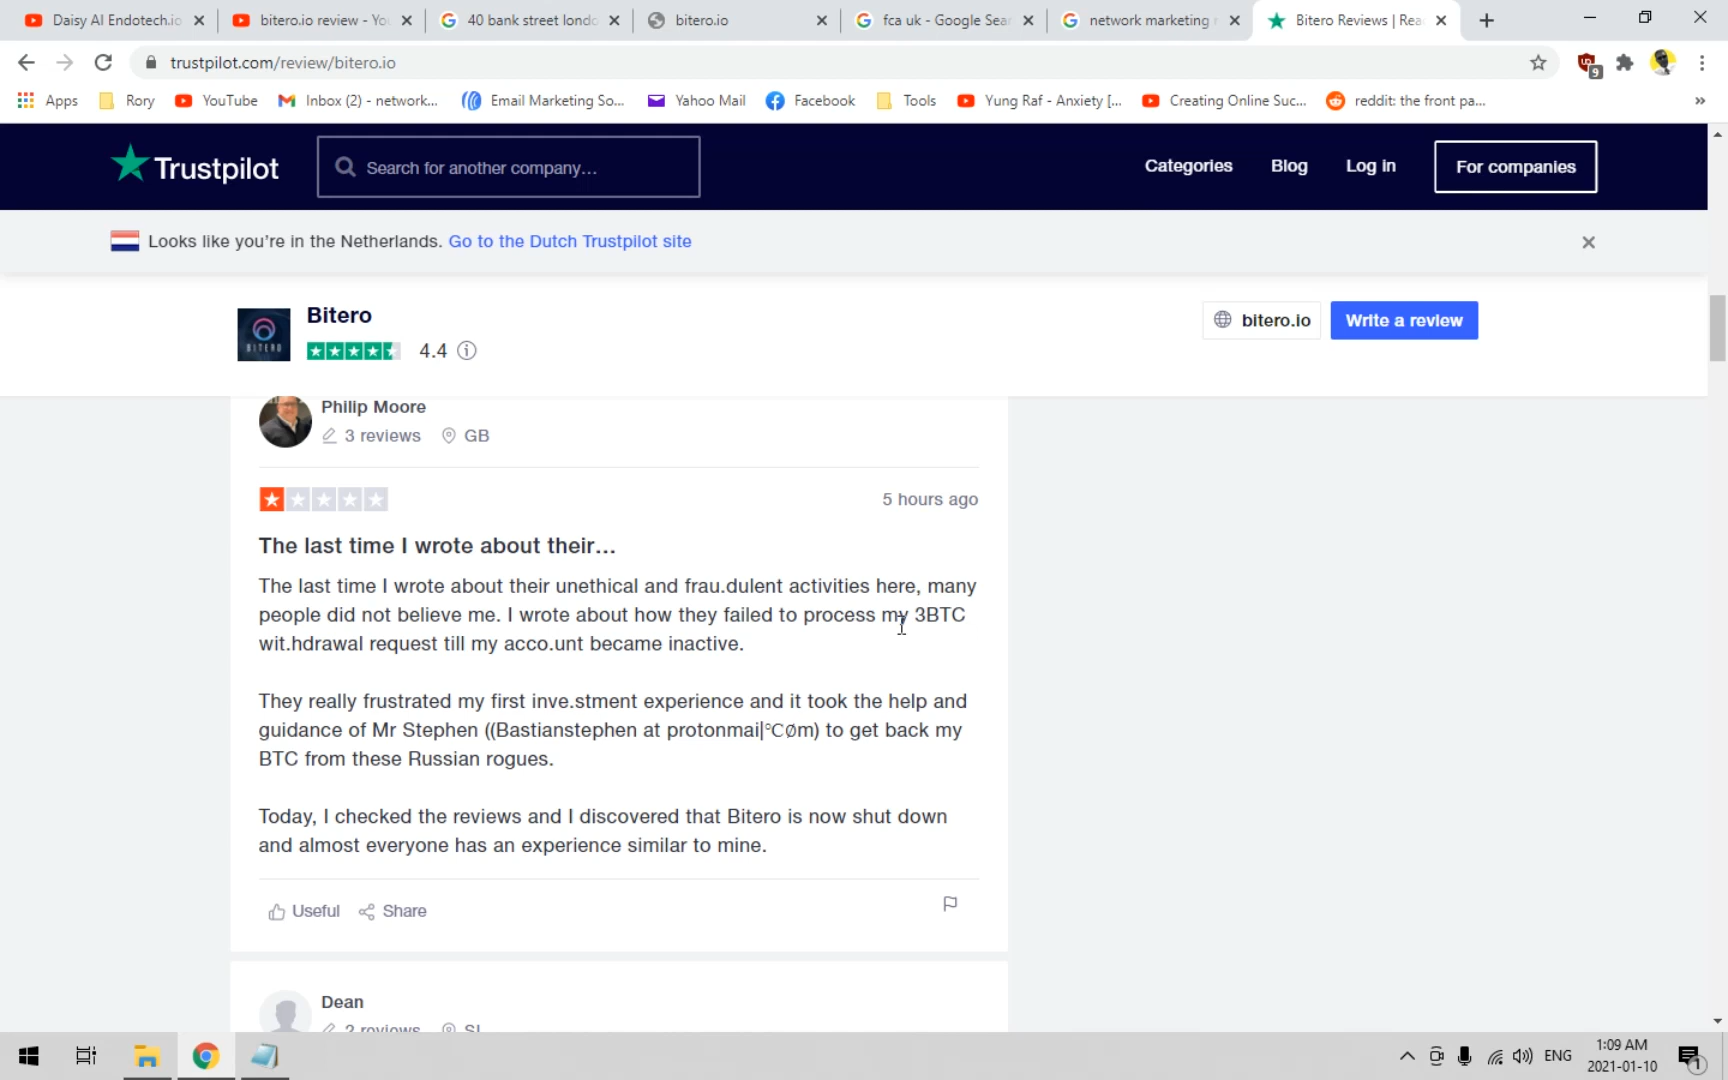 Daisy AI Endotech.io
bitero.io review - You
40 bank street londo
bitero.io
fca uk - Google Sear
network marketing r
Bitero Reviews | Rea
trustpilot.com/review/bitero.io
9
Apps
Rory
YouTube
Inbox (2) - network...
Email Marketing So...
Yahoo Mail
Facebook
Tools
Yung Raf - Anxiety [...
Creating Online Suc...
reddit: the front pa...
»
Trustpilot
Search for another company...
Categories
Blog
Log in
For companies
Looks like you're in the Netherlands. Go to the Dutch Trustpilot site
BITERO
Bitero
4.4
bitero.io
Write a review
Philip Moore
3 reviews
GB
5 hours ago
The last time I wrote about their...
The last time I wrote about their unethical and frau.dulent activities here, many
people did not believe me. I wrote about how they failed to process my 3BTC
wit.hdrawal request till my acco.unt became inactive.
They really frustrated my first inve.stment experience and it took the help and
guidance of Mr Stephen ((Bastianstephen at protonmai|℃∅m) to get back my
BTC from these Russian rogues.
Today, I checked the reviews and I discovered that Bitero is now shut down
and almost everyone has an experience similar to mine.
Useful
Share
Dean
2 reviews
SI
ENG
1:09 AM
2021-01-10
1